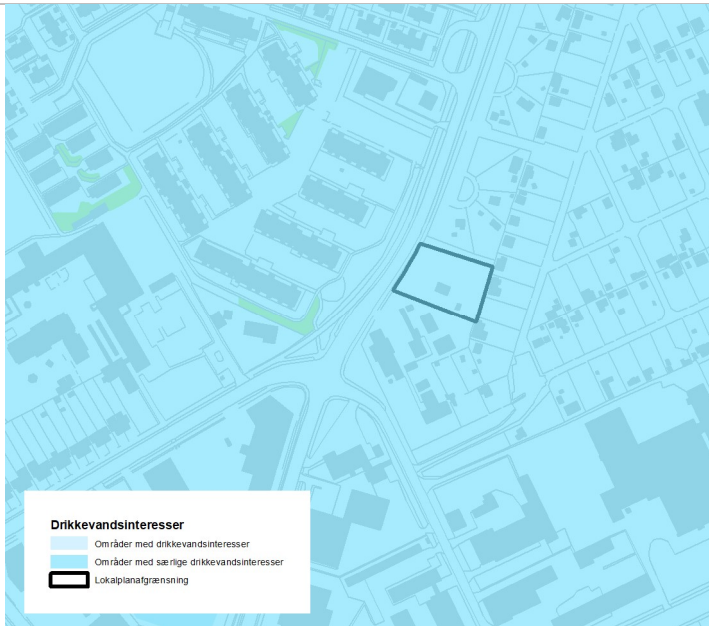 Drikkevandsinteresser
Områder med drikkevandsinteresser
Områder med særlige drikkevandsinteresser
Lokalplanafgrænsning